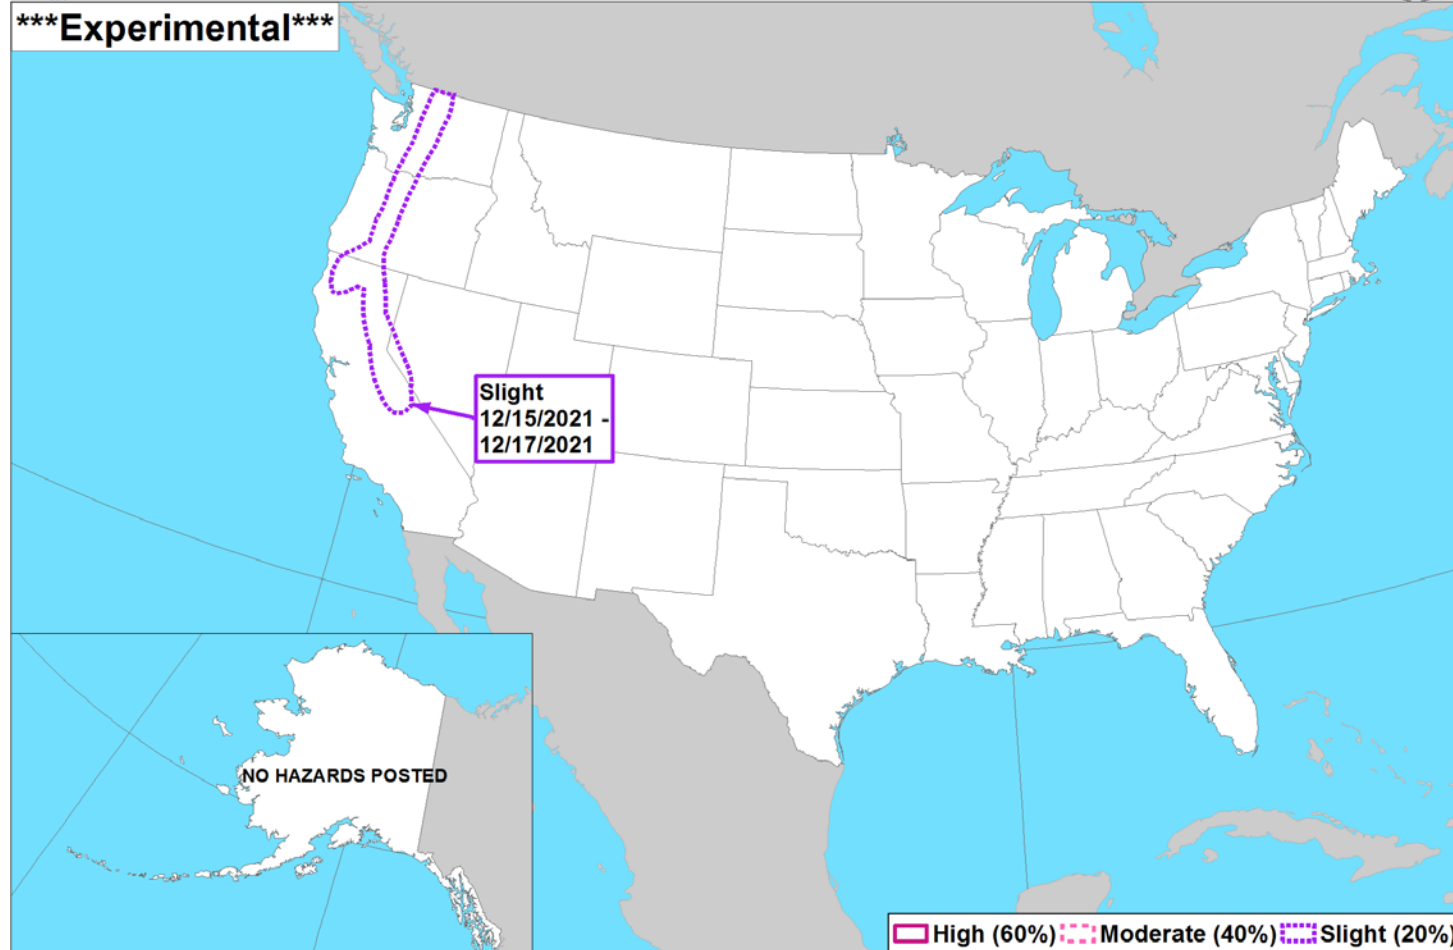 ***Experimental***
Slight
12/15/2021 -
12/17/2021
NO HAZARDS POSTED
High (60%) Moderate (40%) Slight (20%)